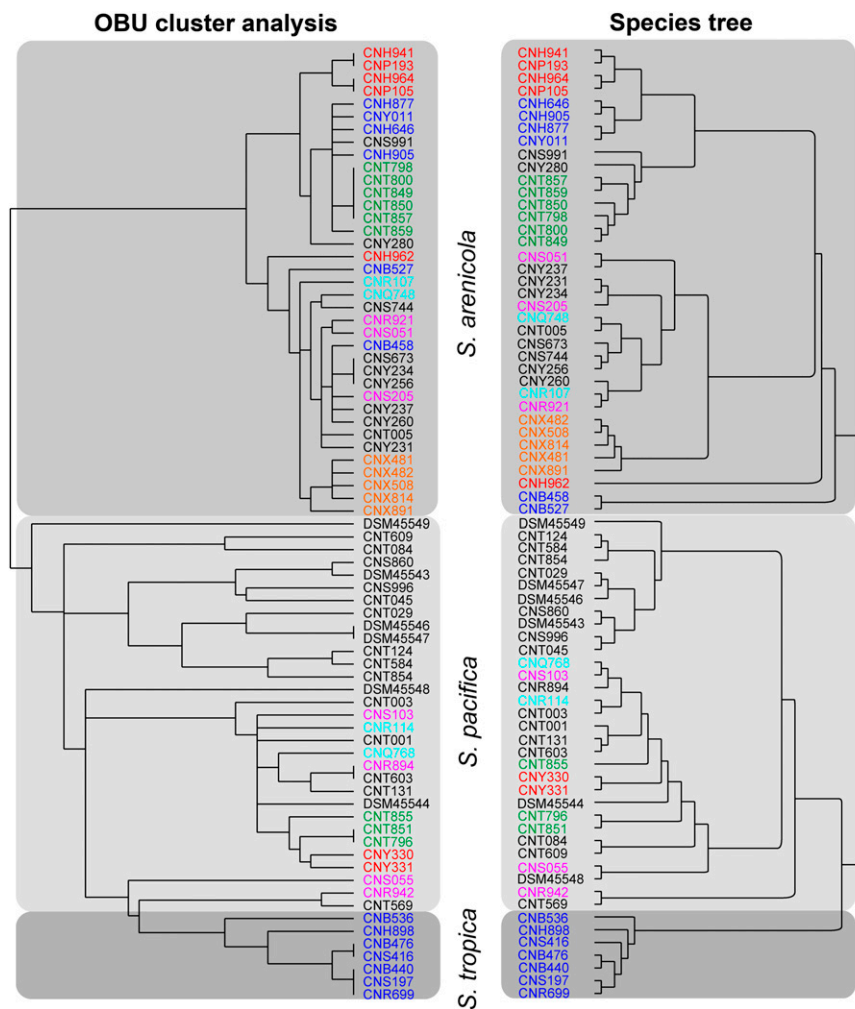 OBU cluster analysis
CNH941
CNP193
CNH964
CNP105
CNH877
CNY011
CNH646
CNS991
CNH905
CNT798
CNT800
CNT849
CNT850
CNT857
CNT859
CNY280
CNH962
CNB527
CNR107
CNQ748
CNS744
CNR921
CNS051
CNB458
CNS673
CNY234
CNY256
CNS205
CNY237
CNY260
CNT005
CNY231
CNX481
CNX482
CNX508
CNX814
CNX891
DSM45549
CNT609
CNT084
CNS860
DSM45543
CNS996
CNT045
CNT029
DSM45546
DSM45547
CNT124
CNT584
CNT854
DSM45548
CNT003
CNS103
CNR114
CNT001
CNQ768
CNR894
CNT603
CNT131
DSM45544
CNT855
CNT851
CNT796
CNY330
CNY331
CNS055
CNR942
CNT569
CNB536
CNH898
CNB476
CNS416
CNB440
CNS197
CNR699
S. arenicola
S. pacifica
S. tropica
Species tree
CNH941
CNP193
CNH964
CNP105
CNH646
CNH905
CNH877
CNY011
CNS991
CNY280
CNT857
CNT859
CNT850
CNT798
CNT800
CNT849
CNS051
CNY237
CNY231
CNY234
CNS205
CNQ748
CNT005
CNS673
CNS744
CNY256
CNY260
CNR107
CNR921
CNX482
CNX508
CNX814
CNX481
CNX891
CNH962
CNB458
CNB527
DSM45549
CNT124
CNT584
CNT854
CNT029
DSM45547
DSM45546
CNS860
DSM45543
CNS996
CNT045
CNQ768
CNS103
CNR894
CNR114
CNT003
CNT001
CNT131
CNT603
CNT855
CNY330
CNY331
DSM45544
CNT796
CNT851
CNT084
CNT609
CNS055
DSM45548
CNR942
CNT569
CNB536
CNH898
CNS416
CNB476
CNB440
CNS197
CNR699